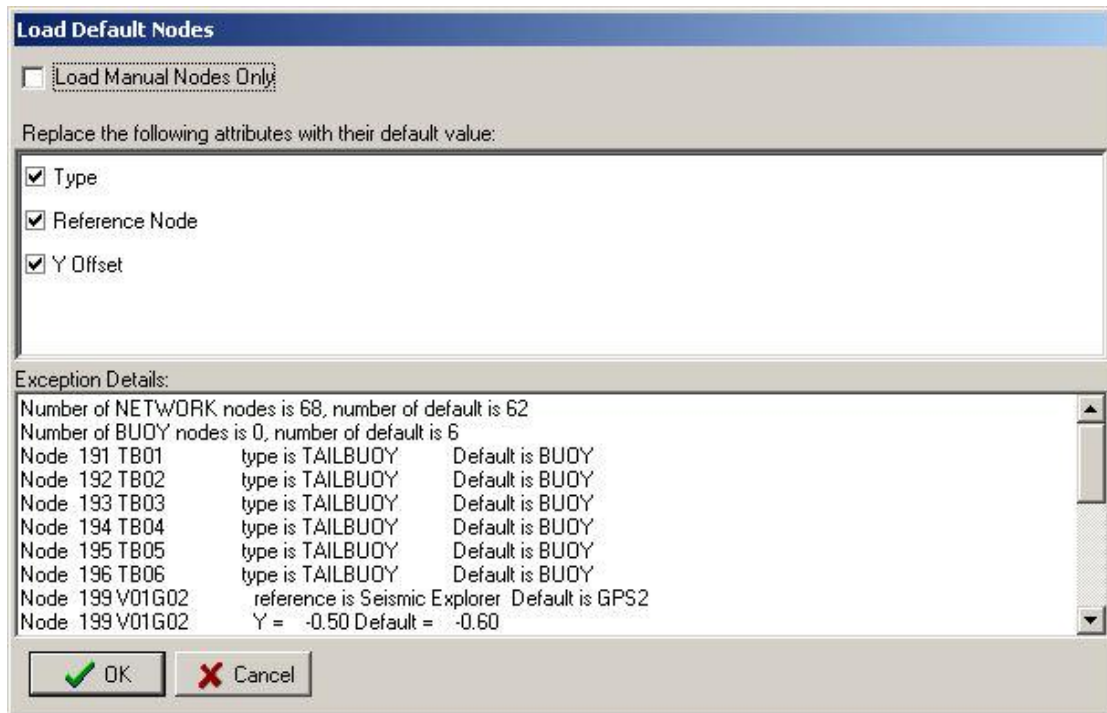 Load Default Nodes
Load Manual Nodes Only
Replace the following attributes with their default value:
Type
Reference Node
Y Offset
Exception Details:
Number of NETWORK nodes is 68, number of default is 62
Number of BUOY nodes is 0, number of default is 6
Node 191 TB01 type is TAILBUOY Default is BUOY
Node 192 TB02 type is TAILBUOY Default is BUOY
Node 193 TB03 type is TAILBUOY Default is BUOY
Node 194 TB04 type is TAILBUOY Default is BUOY
Node 195 TB05 type is TAILBUOY Default is BUOY
Node 196 TB06 type is TAILBUOY Default is BUOY
Node 199 V01G02 reference is Seismic Explorer Default is GPS2
Node 199 V01G02 Y = -0.50 Default = -0.60
OK Cancel